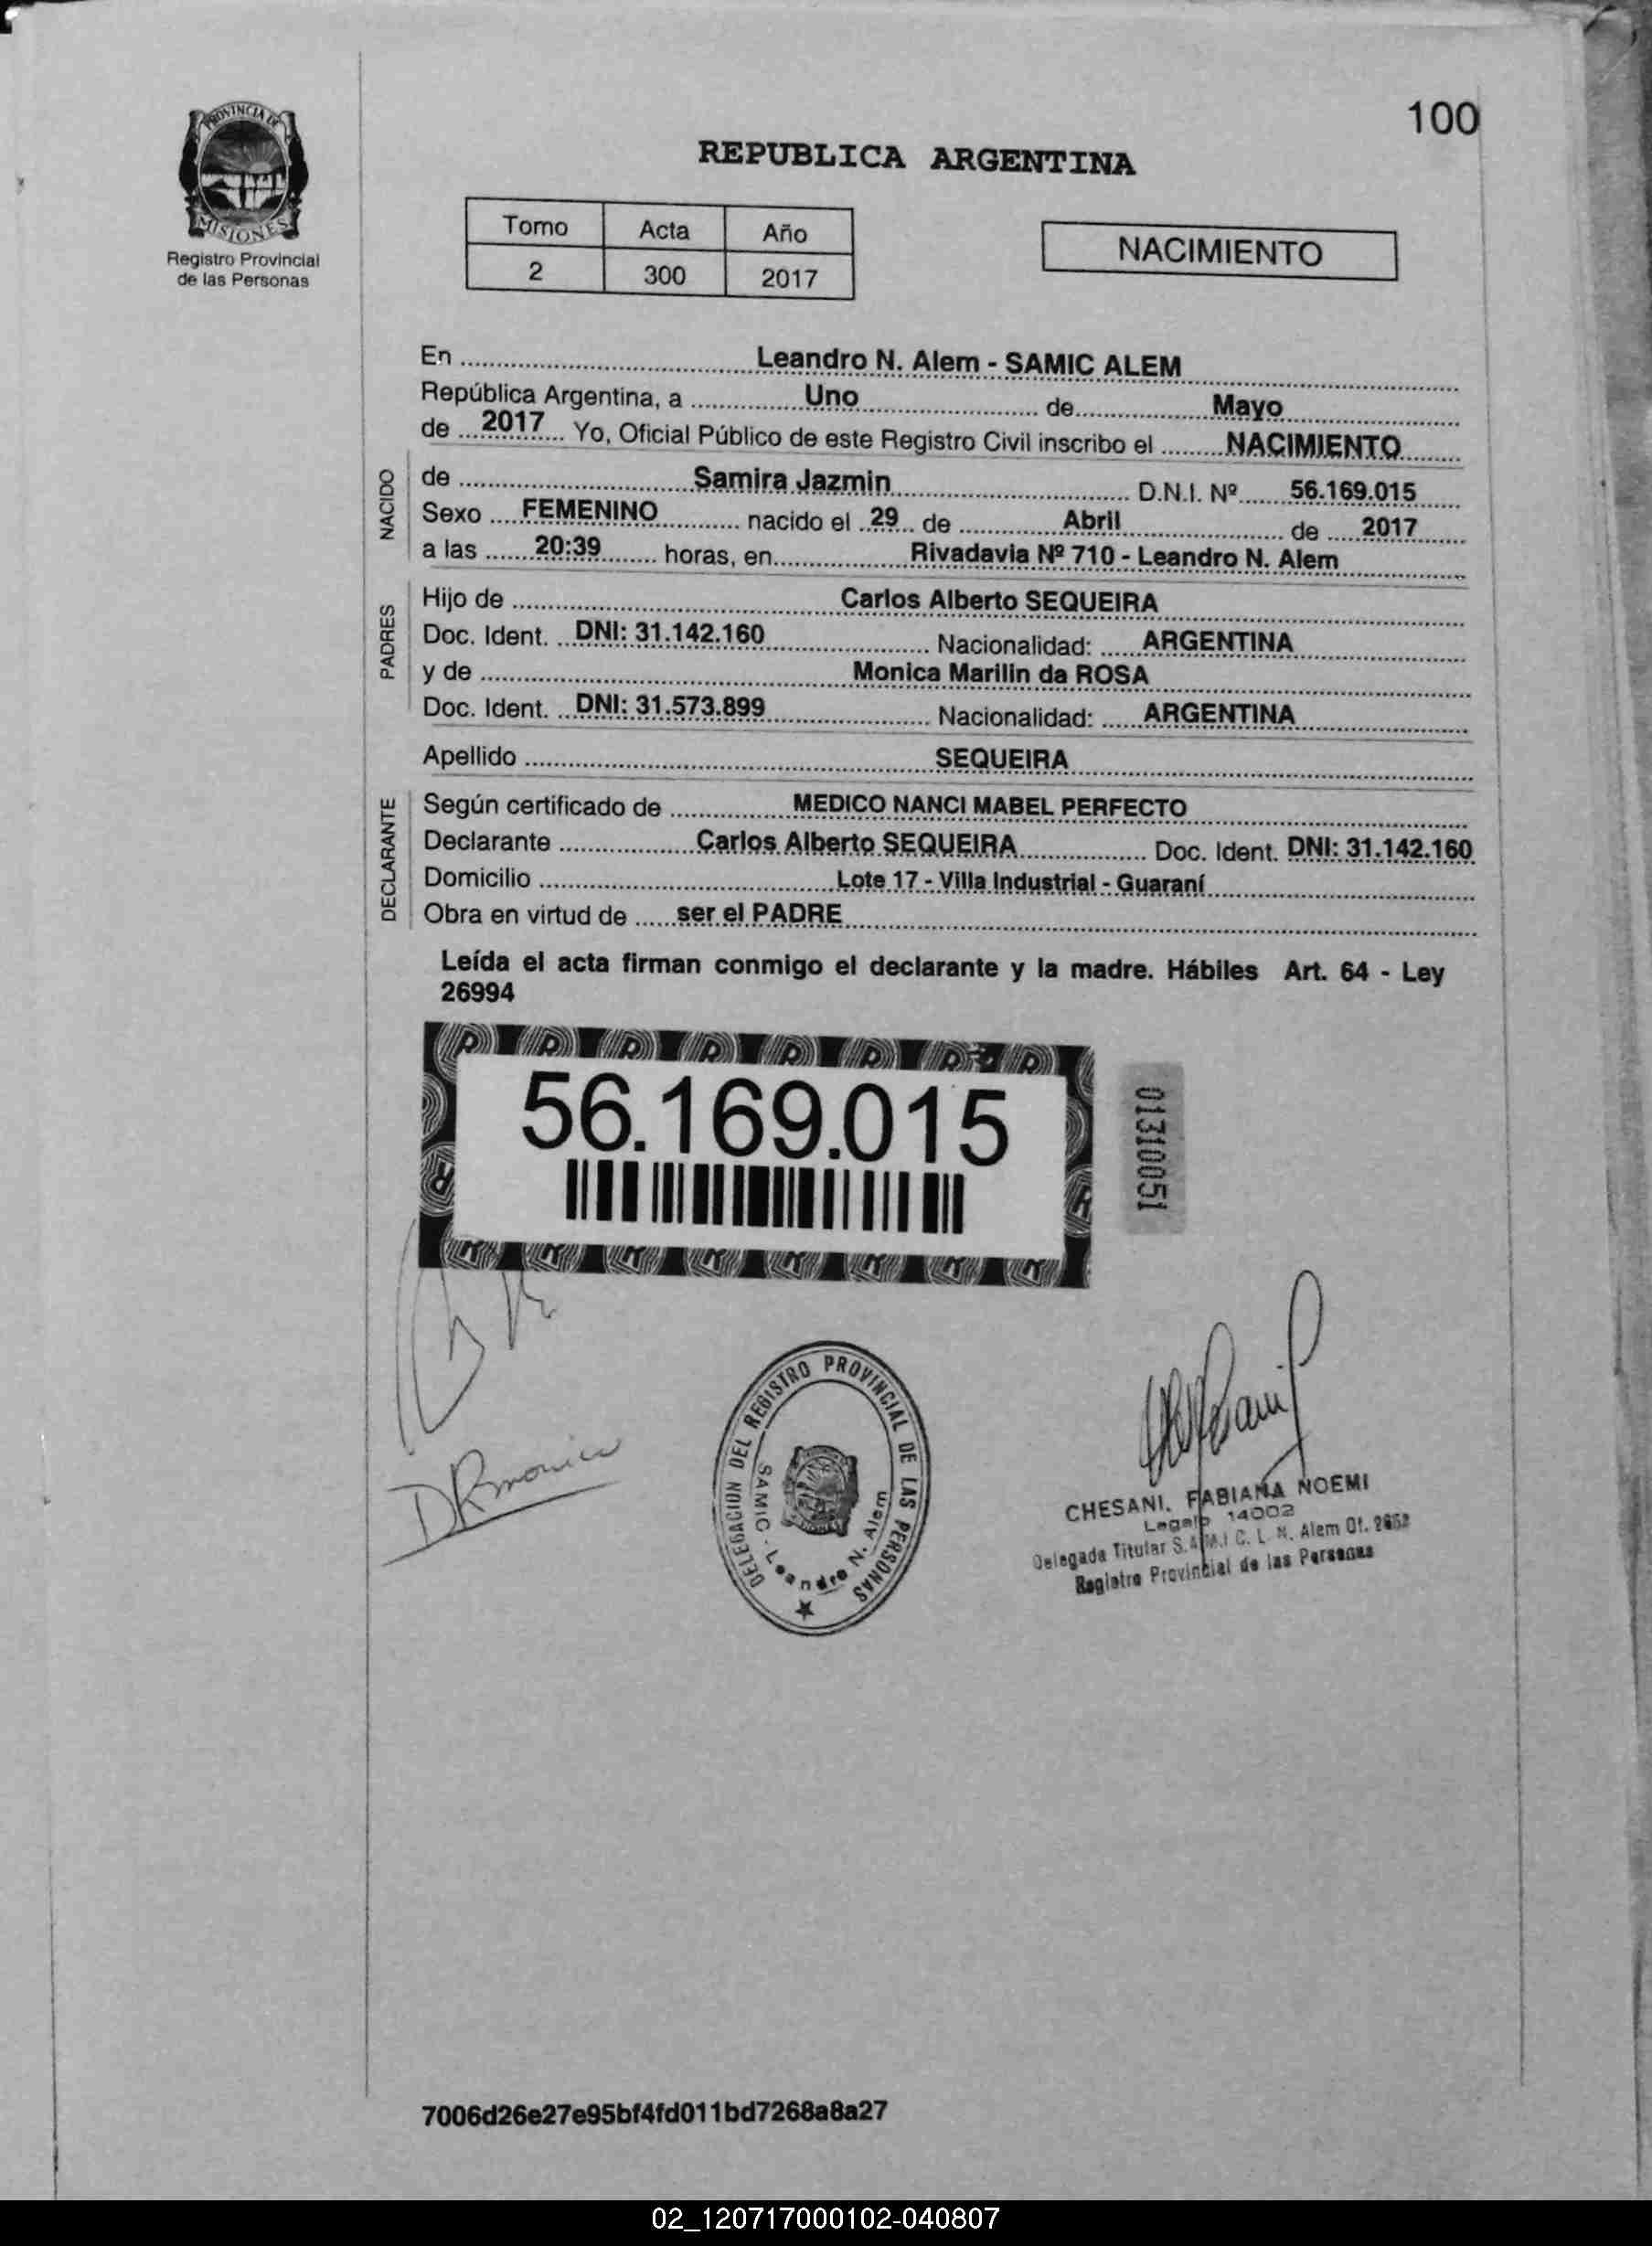 PROVINCIA DE
MISIONES
Registro Provincial
de las Personas
100
REPUBLICA ARGENTINA
Tomo Acta Año
2 300 2017
NACIMIENTO
En Leandro N. Alem - SAMIC ALEM
República Argentina, a Uno de Mayo
de 2017 Yo, Oficial Público de este Registro Civil inscribo el NACIMIENTO
NACIDO
de Samira Jazmin D.N.I. Nº 56.169.015
Sexo FEMENINO nacido el 29 de Abril de 2017
a las 20:39 horas, en Rivadavia Nº 710 - Leandro N. Alem
PADRES
Hijo de Carlos Alberto SEQUEIRA
Doc. Ident. DNI: 31.142.160 Nacionalidad: ARGENTINA
y de Monica Marilin da ROSA
Doc. Ident. DNI: 31.573.899 Nacionalidad: ARGENTINA
Apellido SEQUEIRA
DECLARANTE
Según certificado de MEDICO NANCI MABEL PERFECTO
Declarante Carlos Alberto SEQUEIRA Doc. Ident. DNI: 31.142.160
Domicilio Lote 17 - Villa Industrial - Guaraní
Obra en virtud de ser el PADRE
Leída el acta firman conmigo el declarante y la madre. Hábiles Art. 64 - Ley
26994
56.169.015
01310051
DRmonica
DELEGACION DEL REGISTRO PROVINCIAL DE LAS PERSONAS
SAMIC - Leandro N. Alem
CHESANI, FABIANA NOEMI
Legajo 14002
Delegada Titular S.A.M.I.C. L. N. Alem Of. 2652
Registro Provincial de las Personas
7006d26e27e95bf4fd011bd7268a8a27
02_120717000102-040807